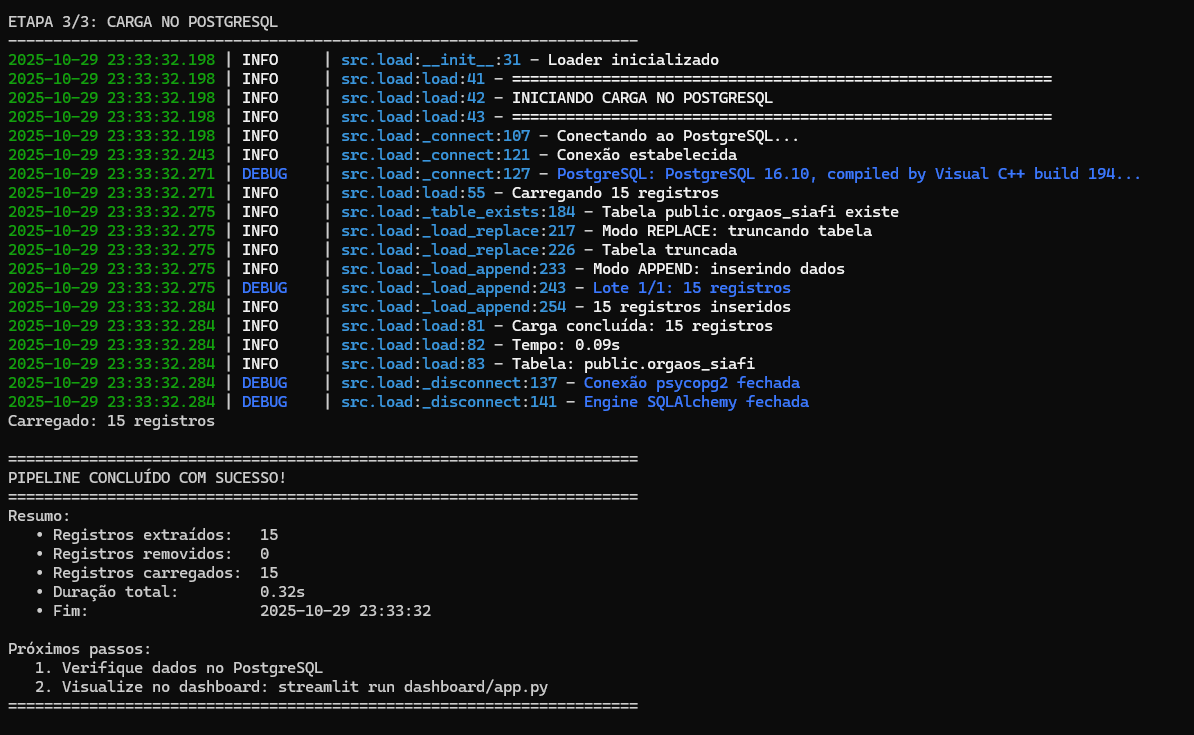 ETAPA 3/3: CARGA NO POSTGRESQL
----------------------------------------------------------------------
2025-10-29 23:33:32.198 | INFO     | src.load:__init__:31 - Loader inicializado
2025-10-29 23:33:32.198 | INFO     | src.load:load:41 - ============================================================
2025-10-29 23:33:32.198 | INFO     | src.load:load:42 - INICIANDO CARGA NO POSTGRESQL
2025-10-29 23:33:32.198 | INFO     | src.load:load:43 - ============================================================
2025-10-29 23:33:32.198 | INFO     | src.load:_connect:107 - Conectando ao PostgreSQL...
2025-10-29 23:33:32.243 | INFO     | src.load:_connect:121 - Conexão estabelecida
2025-10-29 23:33:32.271 | DEBUG    | src.load:_connect:127 - PostgreSQL: PostgreSQL 16.10, compiled by Visual C++ build 194...
2025-10-29 23:33:32.271 | INFO     | src.load:load:55 - Carregando 15 registros
2025-10-29 23:33:32.275 | INFO     | src.load:_table_exists:184 - Tabela public.orgaos_siafi existe
2025-10-29 23:33:32.275 | INFO     | src.load:_load_replace:217 - Modo REPLACE: truncando tabela
2025-10-29 23:33:32.275 | INFO     | src.load:_load_replace:226 - Tabela truncada
2025-10-29 23:33:32.275 | INFO     | src.load:_load_append:233 - Modo APPEND: inserindo dados
2025-10-29 23:33:32.275 | DEBUG    | src.load:_load_append:243 - Lote 1/1: 15 registros
2025-10-29 23:33:32.284 | INFO     | src.load:_load_append:254 - 15 registros inseridos
2025-10-29 23:33:32.284 | INFO     | src.load:load:81 - Carga concluída: 15 registros
2025-10-29 23:33:32.284 | INFO     | src.load:load:82 - Tempo: 0.09s
2025-10-29 23:33:32.284 | INFO     | src.load:load:83 - Tabela: public.orgaos_siafi
2025-10-29 23:33:32.284 | DEBUG    | src.load:_disconnect:137 - Conexão psycopg2 fechada
2025-10-29 23:33:32.284 | DEBUG    | src.load:_disconnect:141 - Engine SQLAlchemy fechada
Carregado: 15 registros
======================================================================
PIPELINE CONCLUÍDO COM SUCESSO!
======================================================================
Resumo:
   • Registros extraídos:   15
   • Registros removidos:   0
   • Registros carregados:  15
   • Duração total:         0.32s
   • Fim:                   2025-10-29 23:33:32
Próximos passos:
   1. Verifique dados no PostgreSQL
   2. Visualize no dashboard: streamlit run dashboard/app.py
======================================================================